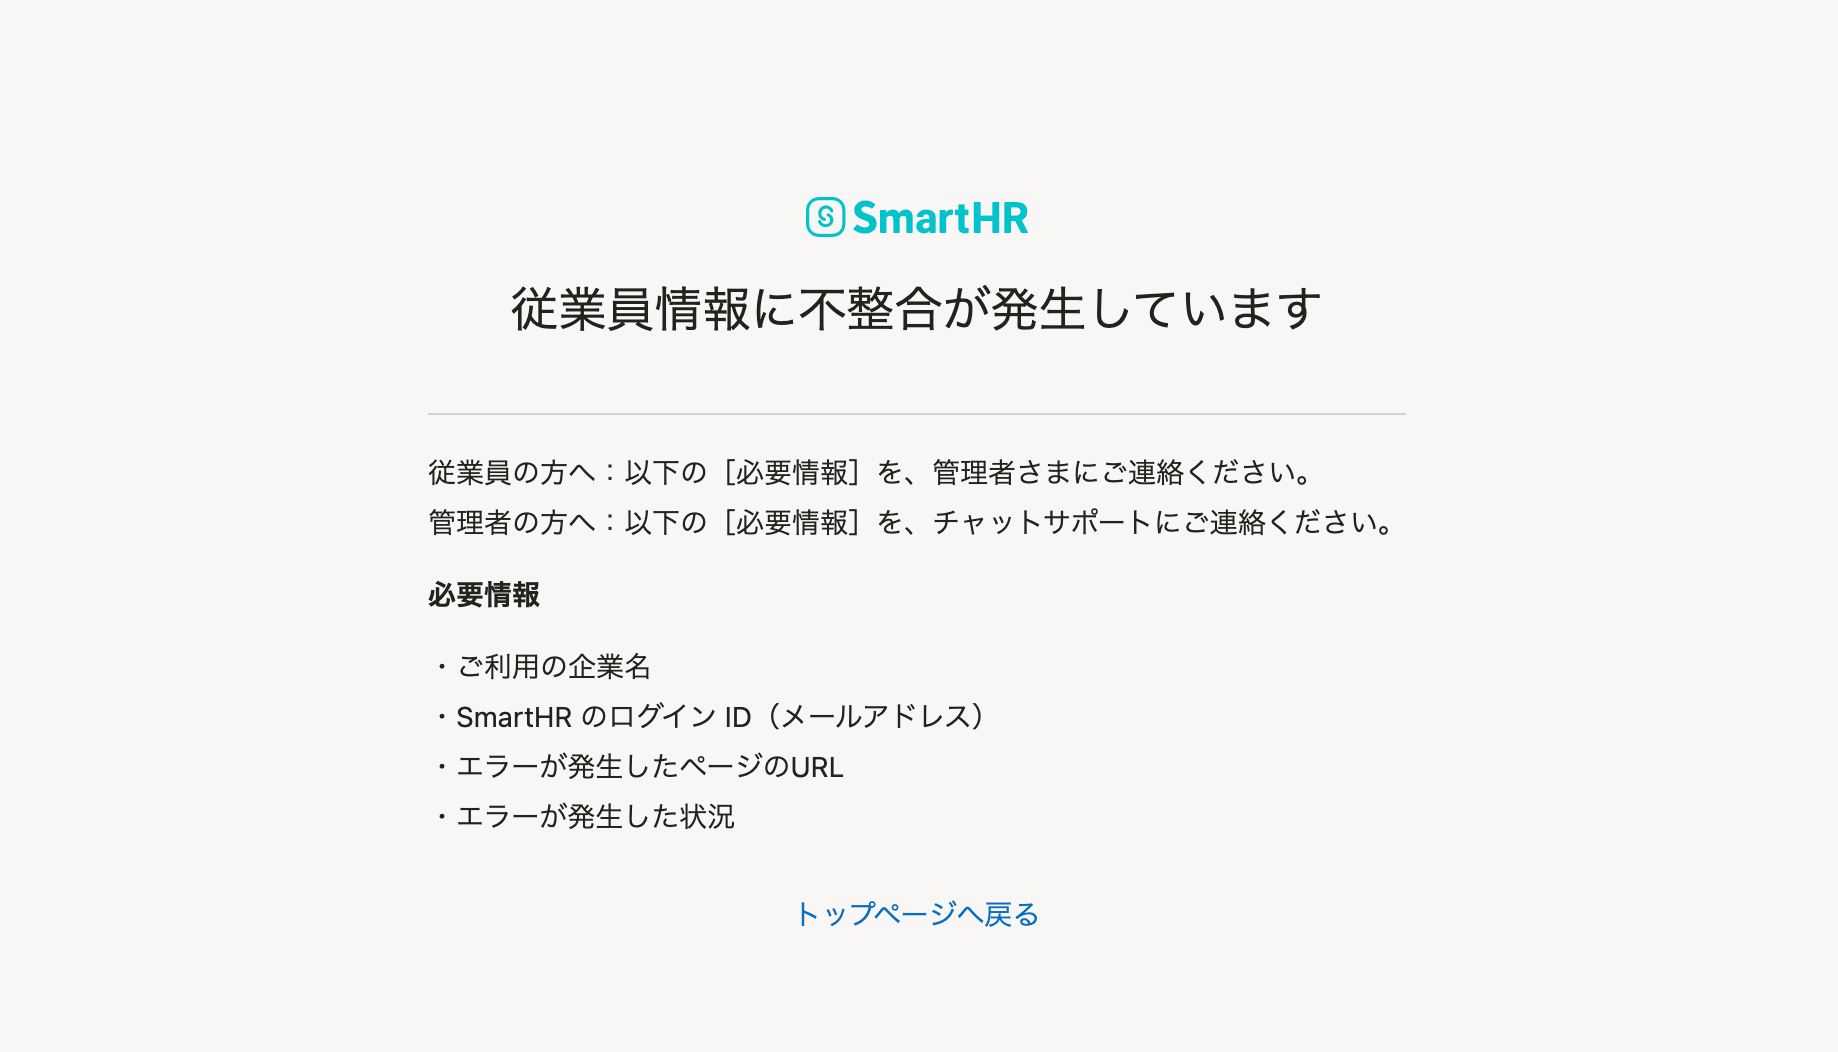 SmartHR
従業員情報に不整合が発生しています
従業員の方へ：以下の［必要情報］を、管理者さまにご連絡ください。
管理者の方へ：以下の［必要情報］を、チャットサポートにご連絡ください。
必要情報
・ご利用の企業名
・SmartHR のログイン ID（メールアドレス）
・エラーが発生したページのURL
・エラーが発生した状況
トップページへ戻る